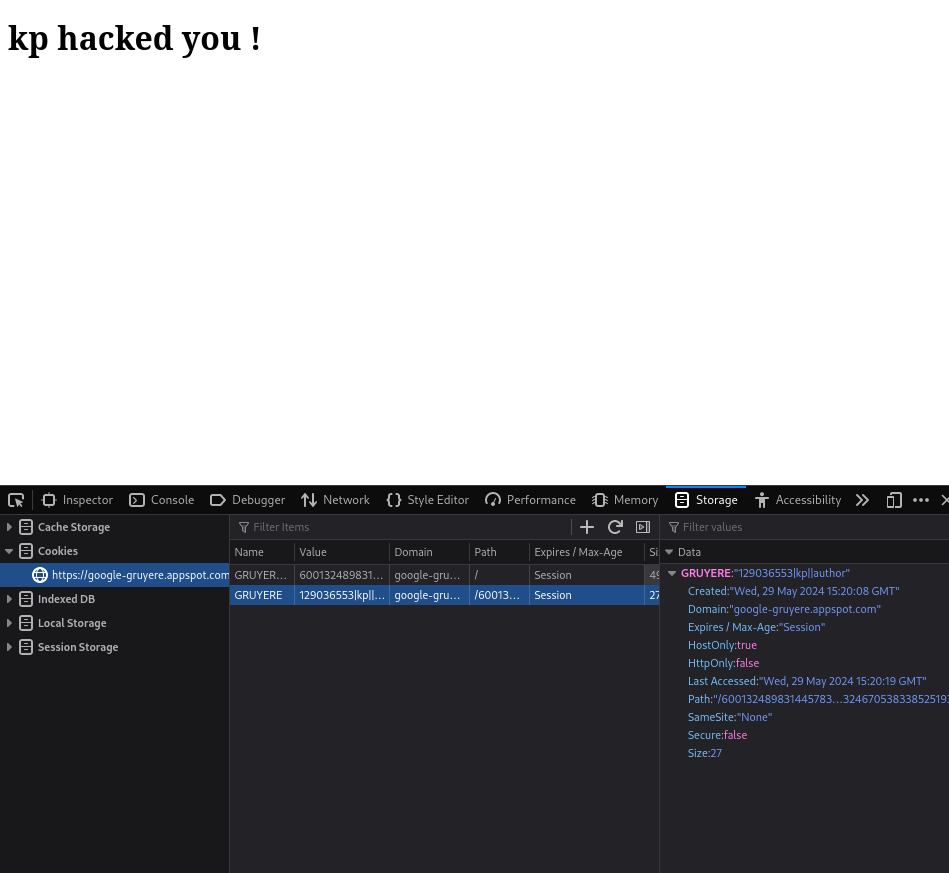 kp hacked you !
Inspector Console Debugger Network Style Editor Performance Memory Storage Accessibility
Cache Storage
Cookies
https://google-gruyere.appspot.com
Indexed DB
Local Storage
Session Storage
Filter Items
Name Value Domain Path Expires / Max-Age Si
GRUYER... 600132489831... google-gru... / Session 49
GRUYERE 129036553|kp||... google-gru... /60013... Session 27
Filter values
Data
GRUYERE:"129036553|kp||author"
Created:"Wed, 29 May 2024 15:20:08 GMT"
Domain:"google-gruyere.appspot.com"
Expires / Max-Age:"Session"
HostOnly:true
HttpOnly:false
Last Accessed:"Wed, 29 May 2024 15:20:19 GMT"
Path:"/600132489831445783...324670538338525193
SameSite:"None"
Secure:false
Size:27